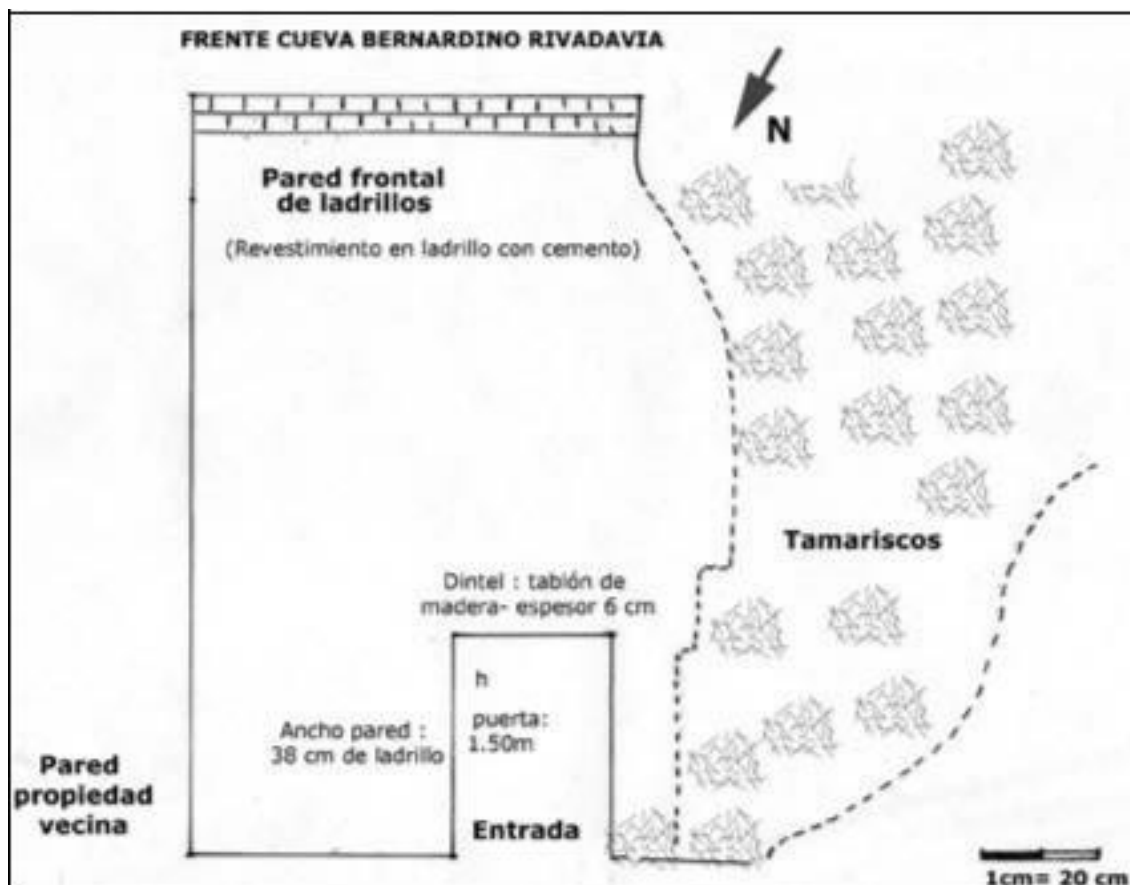 FRENTE CUEVA BERNARDINO RIVADAVIA
N
Pared frontal
de ladrillos
(Revestimiento en ladrillo con cemento)
Tamariscos
Dintel : tablón de
madera- espesor 6 cm
h
puerta:
1.50m
Ancho pared :
38 cm de ladrillo
Pared
propiedad
vecina
Entrada
1cm= 20 cm